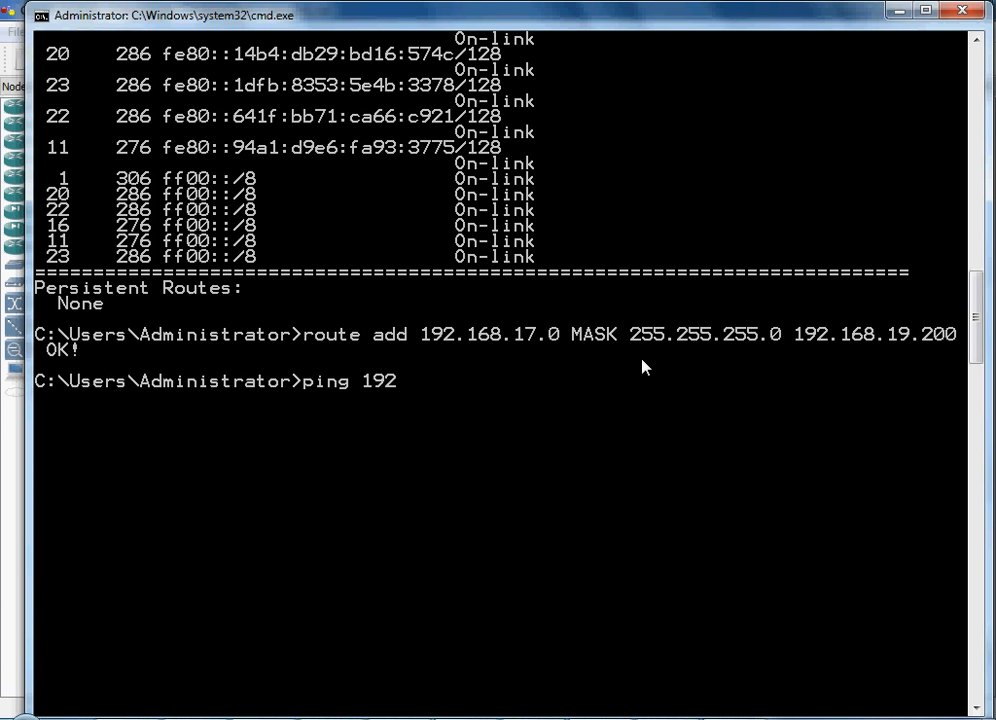 Administrator: C:\Windows\system32\cmd.exe
On-link
20 286 fe80::14b4:db29:bd16:574c/128
On-link
23 286 fe80::1dfb:8353:5e4b:3378/128
On-link
22 286 fe80::641f:bb71:ca66:c921/128
On-link
11 276 fe80::94a1:d9e6:fa93:3775/128
On-link
1 306 ff00::/8 On-link
20 286 ff00::/8 On-link
22 286 ff00::/8 On-link
16 276 ff00::/8 On-link
11 276 ff00::/8 On-link
23 286 ff00::/8 On-link
===========================================================================
Persistent Routes:
None
C:\Users\Administrator>route add 192.168.17.0 MASK 255.255.255.0 192.168.19.200
OK!
C:\Users\Administrator>ping 192
Node